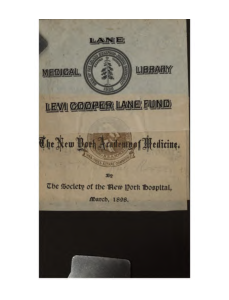 LANE
MEDICAL LIBRARY
LEVI COOPER LANE FUND
The New York Academy of Medicine.
By
The Society of the New York Hospital,
March, 1898.